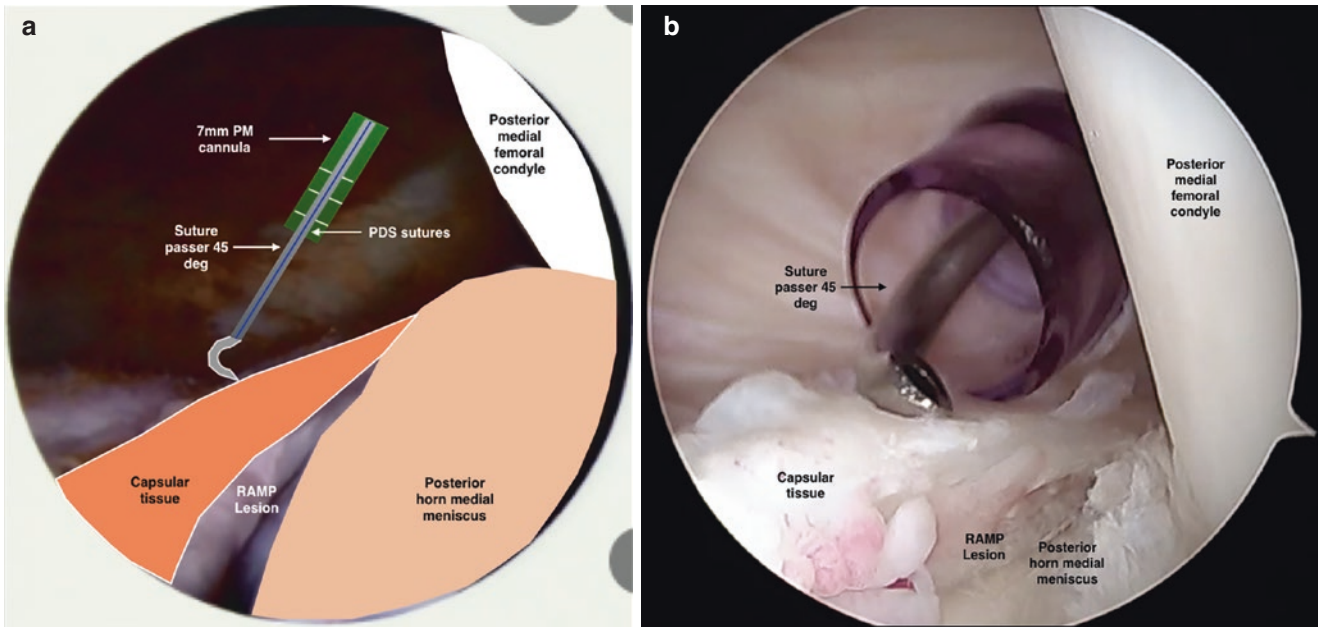 a
7mm PM
cannula
Posterior
medial
femoral
condyle
Suture
passer 45
deg
PDS sutures
Capsular
tissue
RAMP
Lesion
Posterior
horn medial
meniscus
b
Posterior
medial
femoral
condyle
Suture
passer 45
deg
Capsular
tissue
RAMP
Lesion
Posterior
horn medial
meniscus